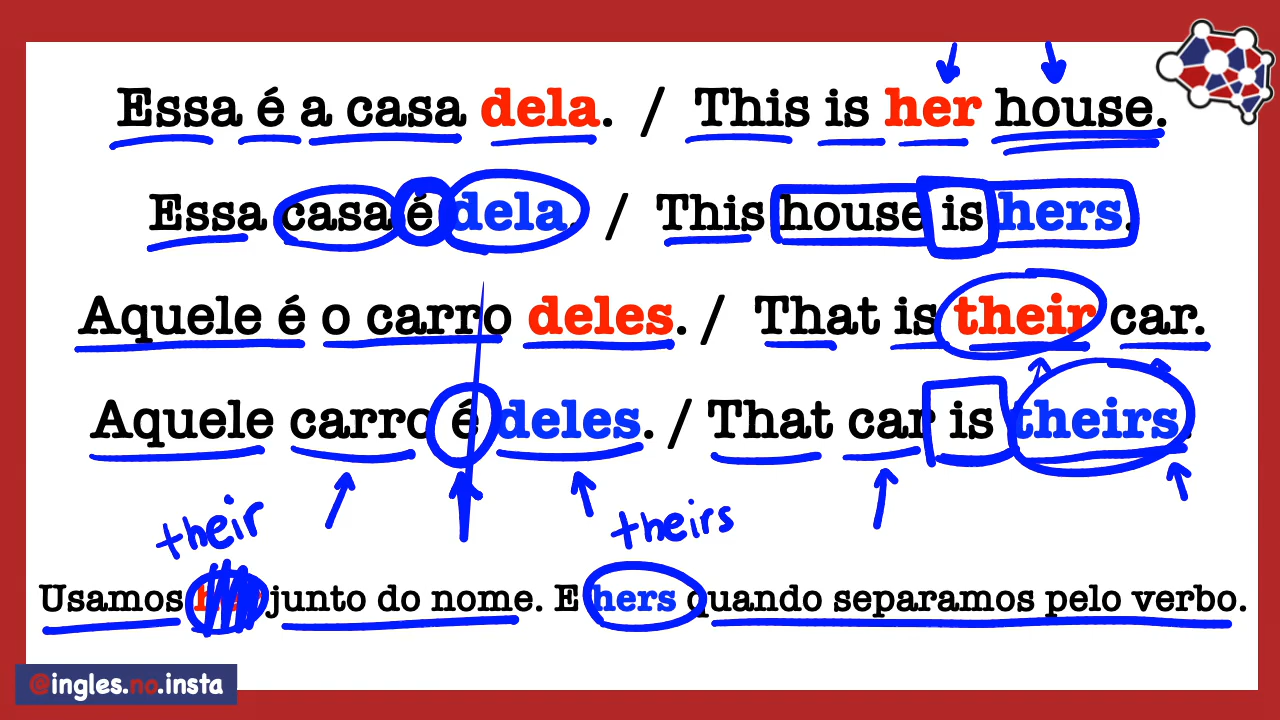 Essa é a casa dela. / This is her house.
Essa casa é dela. / This house is hers.
Aquele é o carro deles. / That is their car.
Aquele carro é deles. / That car is theirs.
their theirs
Usamos junto do nome. E hers quando separamos pelo verbo.
@ingles.no.insta